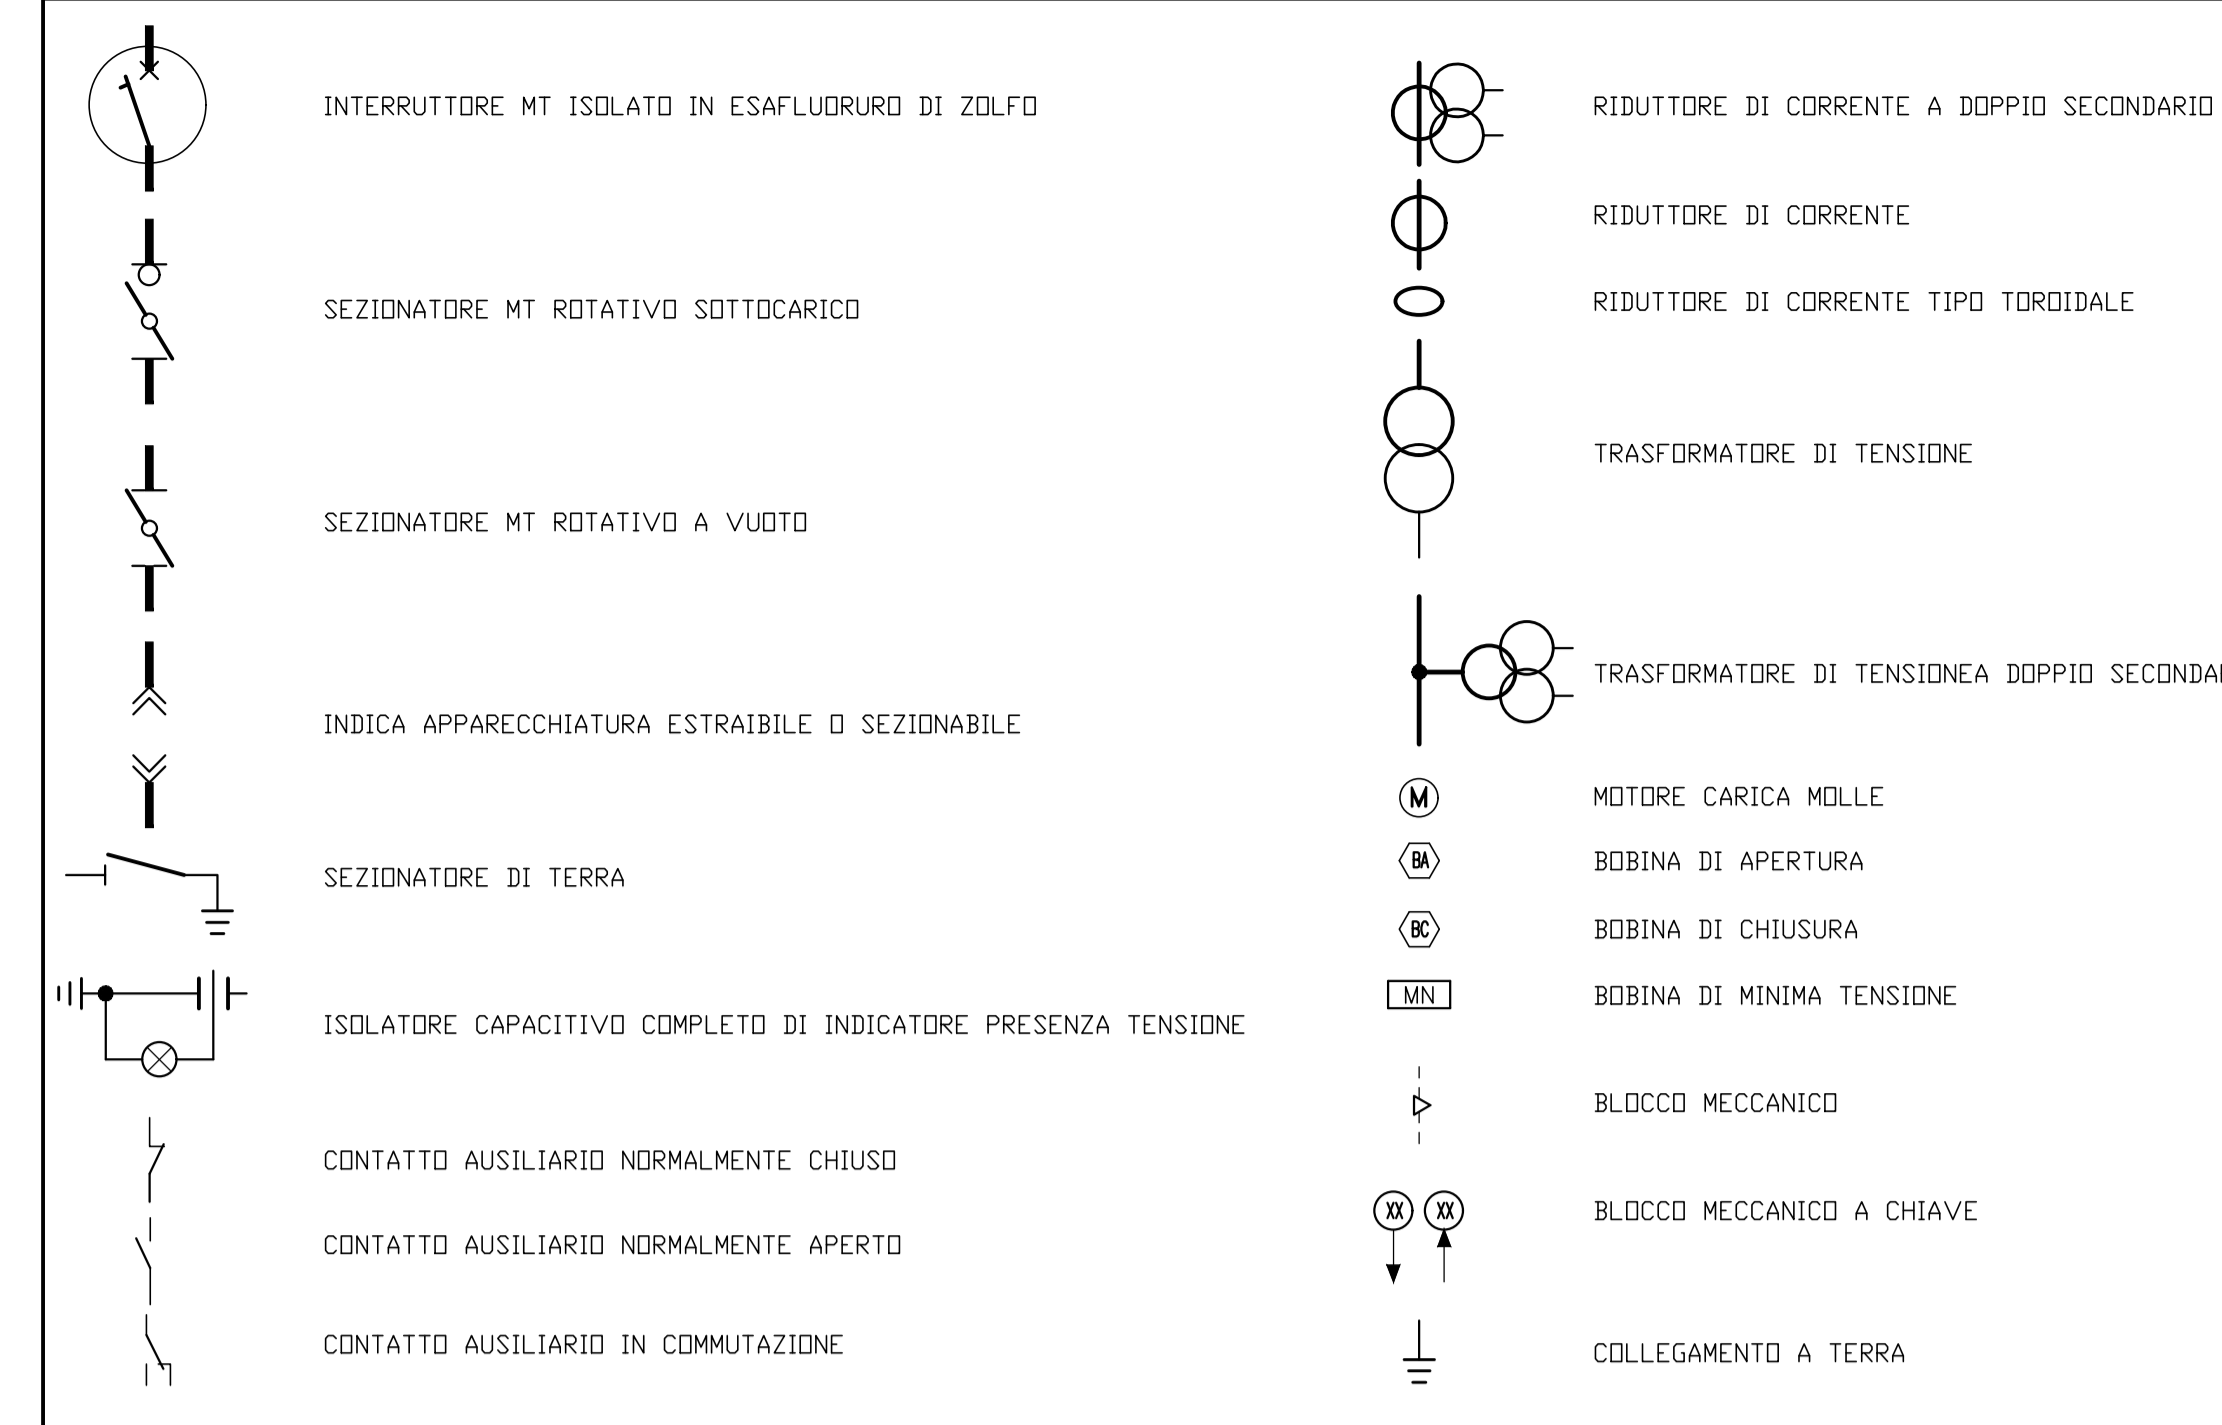 INTERRUTTORE MT ISOLATO IN ESAFLUORURO DI ZOLFO
SEZIONATORE MT ROTATIVO SOTTOCARICO
SEZIONATORE MT ROTATIVO A VUOTO
INDICA APPARECCHIATURA ESTRAIBILE O SEZIONABILE
SEZIONATORE DI TERRA
ISOLATORE CAPACITIVO COMPLETO DI INDICATORE PRESENZA TENSIONE
CONTATTO AUSILIARIO NORMALMENTE CHIUSO
CONTATTO AUSILIARIO NORMALMENTE APERTO
CONTATTO AUSILIARIO IN COMMUTAZIONE
RIDUTTORE DI CORRENTE A DOPPIO SECONDARIO
RIDUTTORE DI CORRENTE
RIDUTTORE DI CORRENTE TIPO TOROIDALE
TRASFORMATORE DI TENSIONE
TRASFORMATORE DI TENSIONEA DOPPIO
M MOTORE CARICA MOLLE
BA BOBINA DI APERTURA
BC BOBINA DI CHIUSURA
MN BOBINA DI MINIMA TENSIONE
BLOCCO MECCANICO
XX XX BLOCCO MECCANICO A CHIAVE
COLLEGAMENTO A TERRA